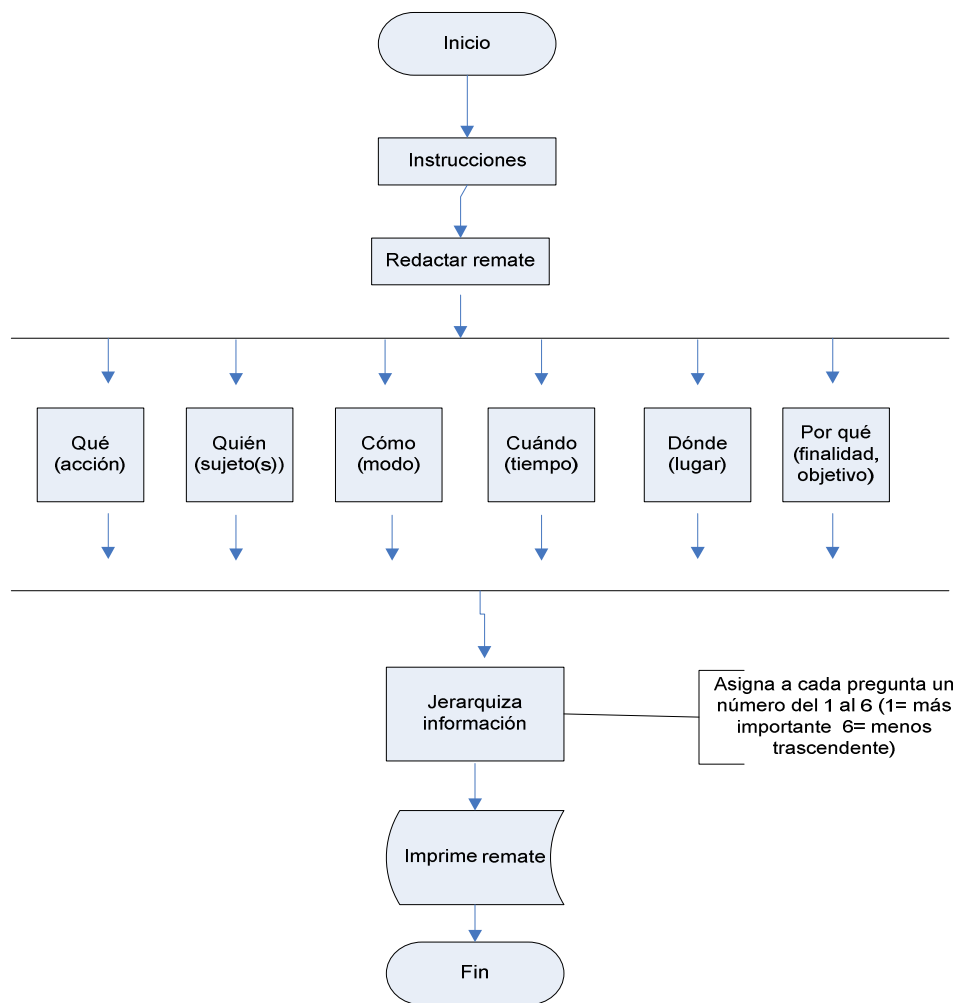 Inicio
Instrucciones
Redactar remate
Qué
(acción)
Quién
(sujeto(s))
Cómo
(modo)
Cuándo
(tiempo)
Dónde
(lugar)
Por qué
(finalidad,
objetivo)
Jerarquiza
información
Asigna a cada pregunta un
número del 1 al 6 (1= más
importante 6= menos
trascendente)
Imprime remate
Fin